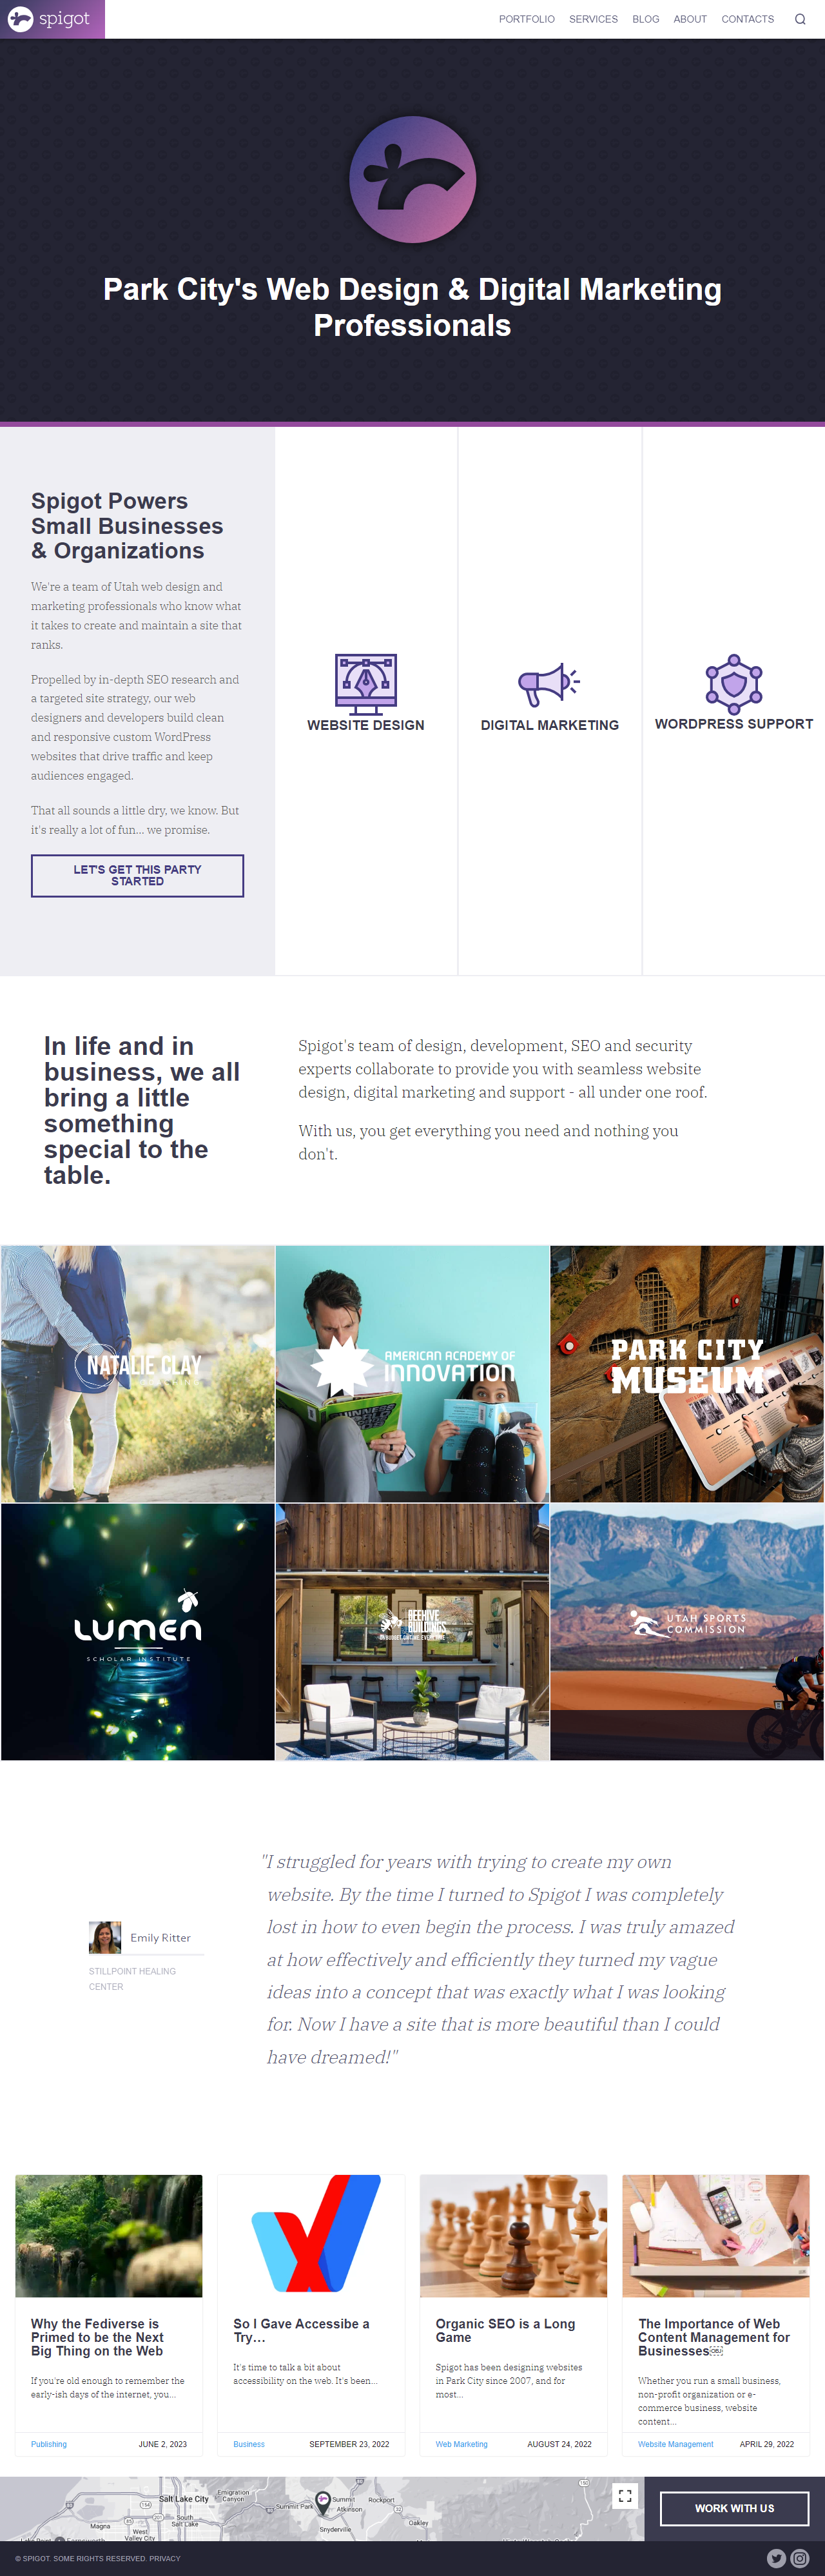 spigot
PORTFOLIO SERVICES BLOG ABOUT CONTACTS
Park City's Web Design & Digital Marketing
Professionals
Spigot Powers
Small Businesses
& Organizations
We're a team of Utah web design and
marketing professionals who know what
it takes to create and maintain a site that
ranks.
Propelled by in-depth SEO research and
a targeted site strategy, our web
designers and developers build clean
and responsive custom WordPress
websites that drive traffic and keep
audiences engaged.
That all sounds a little dry, we know. But
it's really a lot of fun... we promise.
LET'S GET THIS PARTY
STARTED
WEBSITE DESIGN
DIGITAL MARKETING
WORDPRESS SUPPORT
In life and in
business, we all
bring a little
something
special to the
table.
Spigot's team of design, development, SEO and security
experts collaborate to provide you with seamless website
design, digital marketing and support - all under one roof.
With us, you get everything you need and nothing you
don't.
NATALIE CLAY
AMERICAN ACADEMY OF
INNOVATION
PARK CITY
MUSEUM
LUMEN
SCHOLAR INSTITUTE
BEEHIVE
BUILDINGS
UTAH SPORTS
COMMISSION
Emily Ritter
STILLPOINT HEALING
CENTER
"I struggled for years with trying to create my own
website. By the time I turned to Spigot I was completely
lost in how to even begin the process. I was truly amazed
at how effectively and efficiently they turned my vague
ideas into a concept that was exactly what I was looking
for. Now I have a site that is more beautiful than I could
have dreamed!"
Why the Fediverse is
Primed to be the Next
Big Thing on the Web
If you're old enough to remember the
early-ish days of the internet, you...
Publishing JUNE 2, 2023
So I Gave Accessibe a
Try...
It's time to talk a bit about
accessibility on the web. It's been...
Business SEPTEMBER 23, 2022
Organic SEO is a Long
Game
Spigot has been designing websites
in Park City since 2007, and for
most...
Web Marketing AUGUST 24, 2022
The Importance of Web
Content Management for
Businesses￼
Whether you run a small business,
non-profit organization or e-
commerce business, website
content...
Website Management APRIL 29, 2022
Salt Lake City
Emigration
Canyon
South
Salt Lake
Magna
West
Valley City
Summit Park
Summit
Atkinson
Rockport
Snyderville
Oakley
WORK WITH US
© SPIGOT. SOME RIGHTS RESERVED. PRIVACY